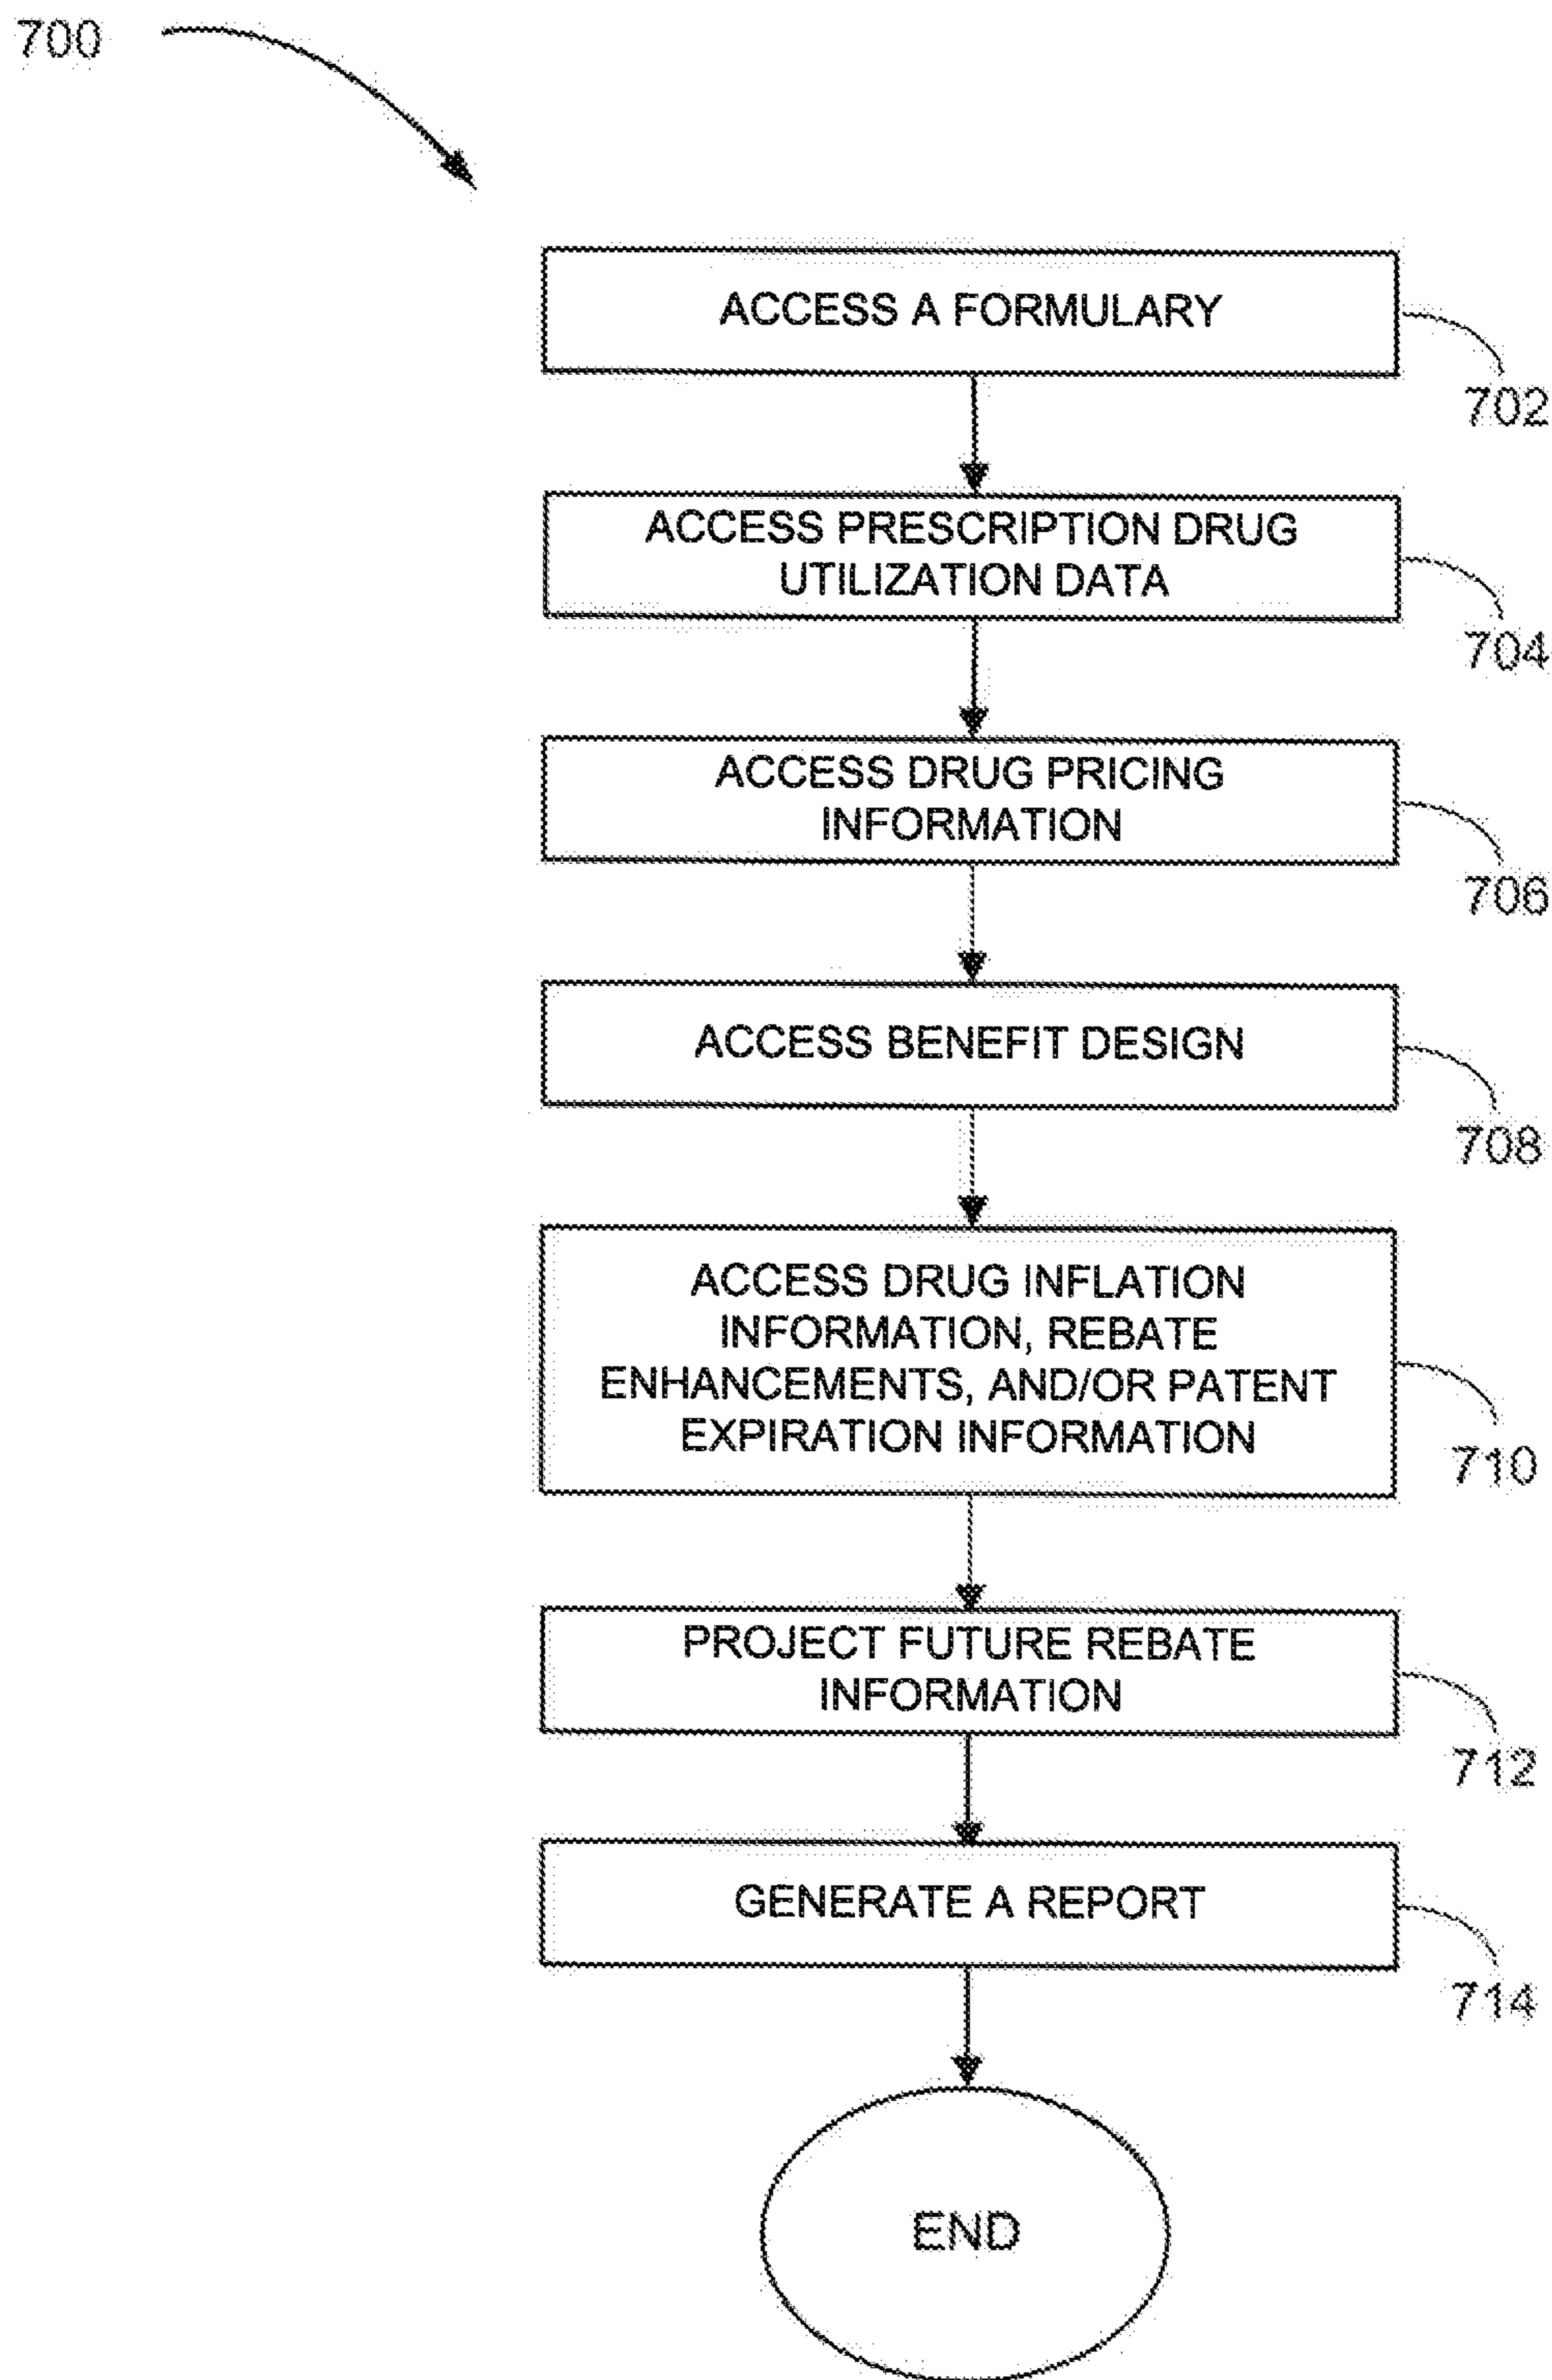 700
ACCESS A FORMULARY
702
ACCESS PRESCRIPTION DRUG
UTILIZATION DATA
704
ACCESS DRUG PRICING
INFORMATION
706
ACCESS BENEFIT DESIGN
708
ACCESS DRUG INFLATION
INFORMATION, REBATE
ENHANCEMENTS, AND/OR PATENT
EXPIRATION INFORMATION
710
PROJECT FUTURE REBATE
INFORMATION
712
GENERATE A REPORT
714
END